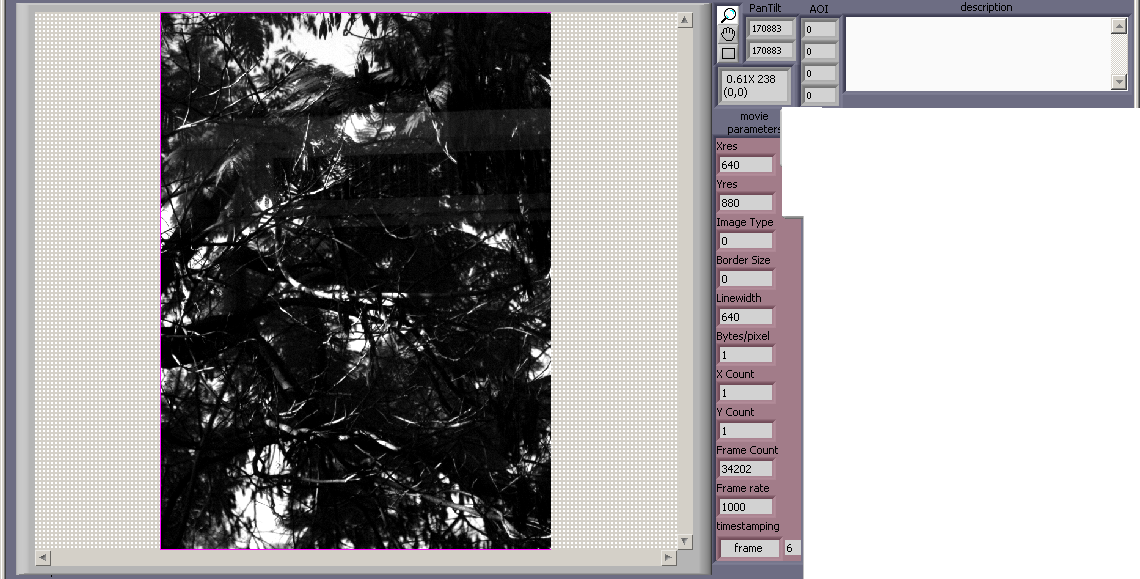 PanTilt
AOI
description
170883
0
170883
0
0
0
0.61X 238
(0,0)
movie
parameters
Xres
640
Yres
880
Image Type
0
Border Size
0
Linewidth
640
Bytes/pixel
1
X Count
1
Y Count
1
Frame Count
34202
Frame rate
1000
timestamping
frame
6